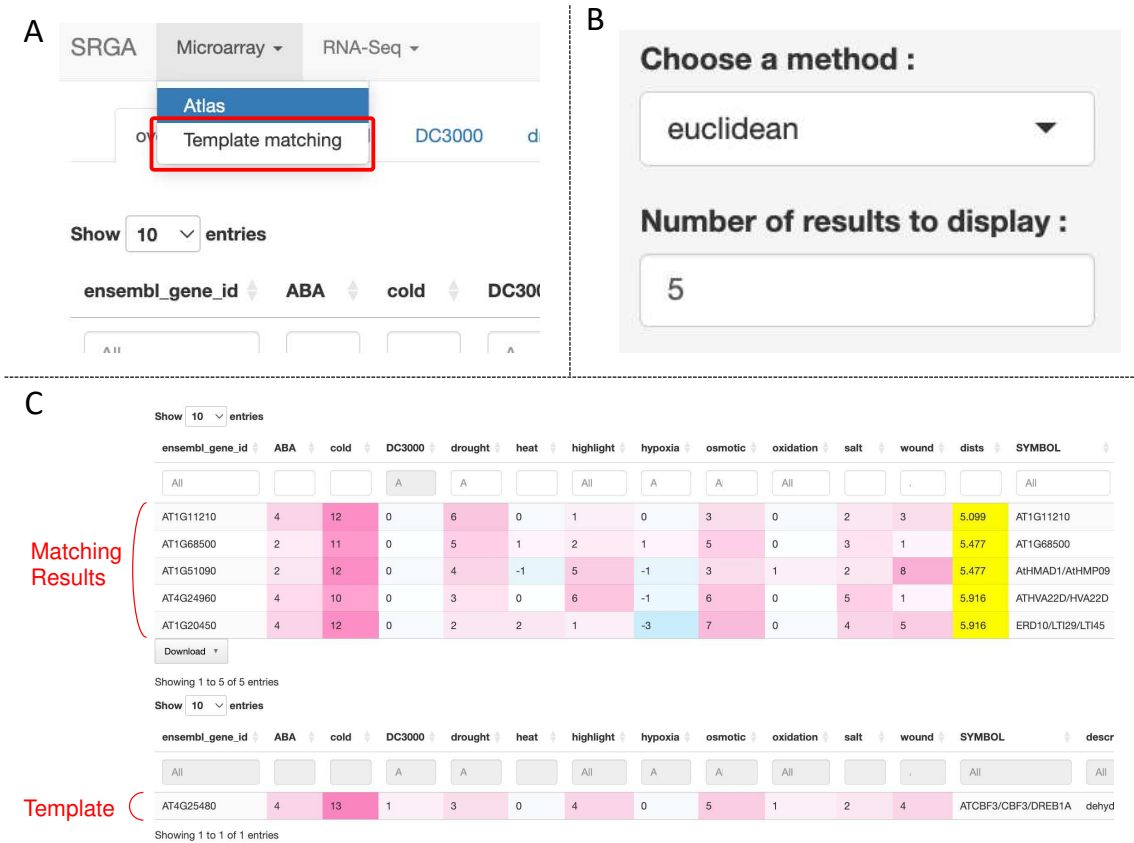 A
SRGA Microarray RNA-Seq
Atlas
ov Template matching DC3000 d
Show 10 entries
ensembl_gene_id ABA cold DC300
All A
B
Choose a method :
euclidean
Number of results to display :
5
C
Show 10 entries
ensembl_gene_id ABA cold DC3000 drought heat highlight hypoxia osmotic oxidation salt wound dists SYMBOL
All A A All A A All . All
Matching Results
AT1G11210 4 12 0 6 0 1 0 3 0 2 3 5.099 AT1G11210
AT1G68500 2 11 0 5 1 2 1 5 0 3 1 5.477 AT1G68500
AT1G51090 2 12 0 4 -1 5 -1 3 1 2 8 5.477 AtHMAD1/AtHMP09
AT4G24960 4 10 0 3 0 6 -1 6 0 5 1 5.916 ATHVA22D/HVA22D
AT1G20450 4 12 0 2 2 1 -3 7 0 4 5 5.916 ERD10/LTI29/LTI45
Download
Showing 1 to 5 of 5 entries
Show 10 entries
ensembl_gene_id ABA cold DC3000 drought heat highlight hypoxia osmotic oxidation salt wound SYMBOL descr
All A A All A A All . All All
Template
AT4G25480 4 13 1 3 0 4 0 5 1 2 4 ATCBF3/CBF3/DREB1A dehyd
Showing 1 to 1 of 1 entries